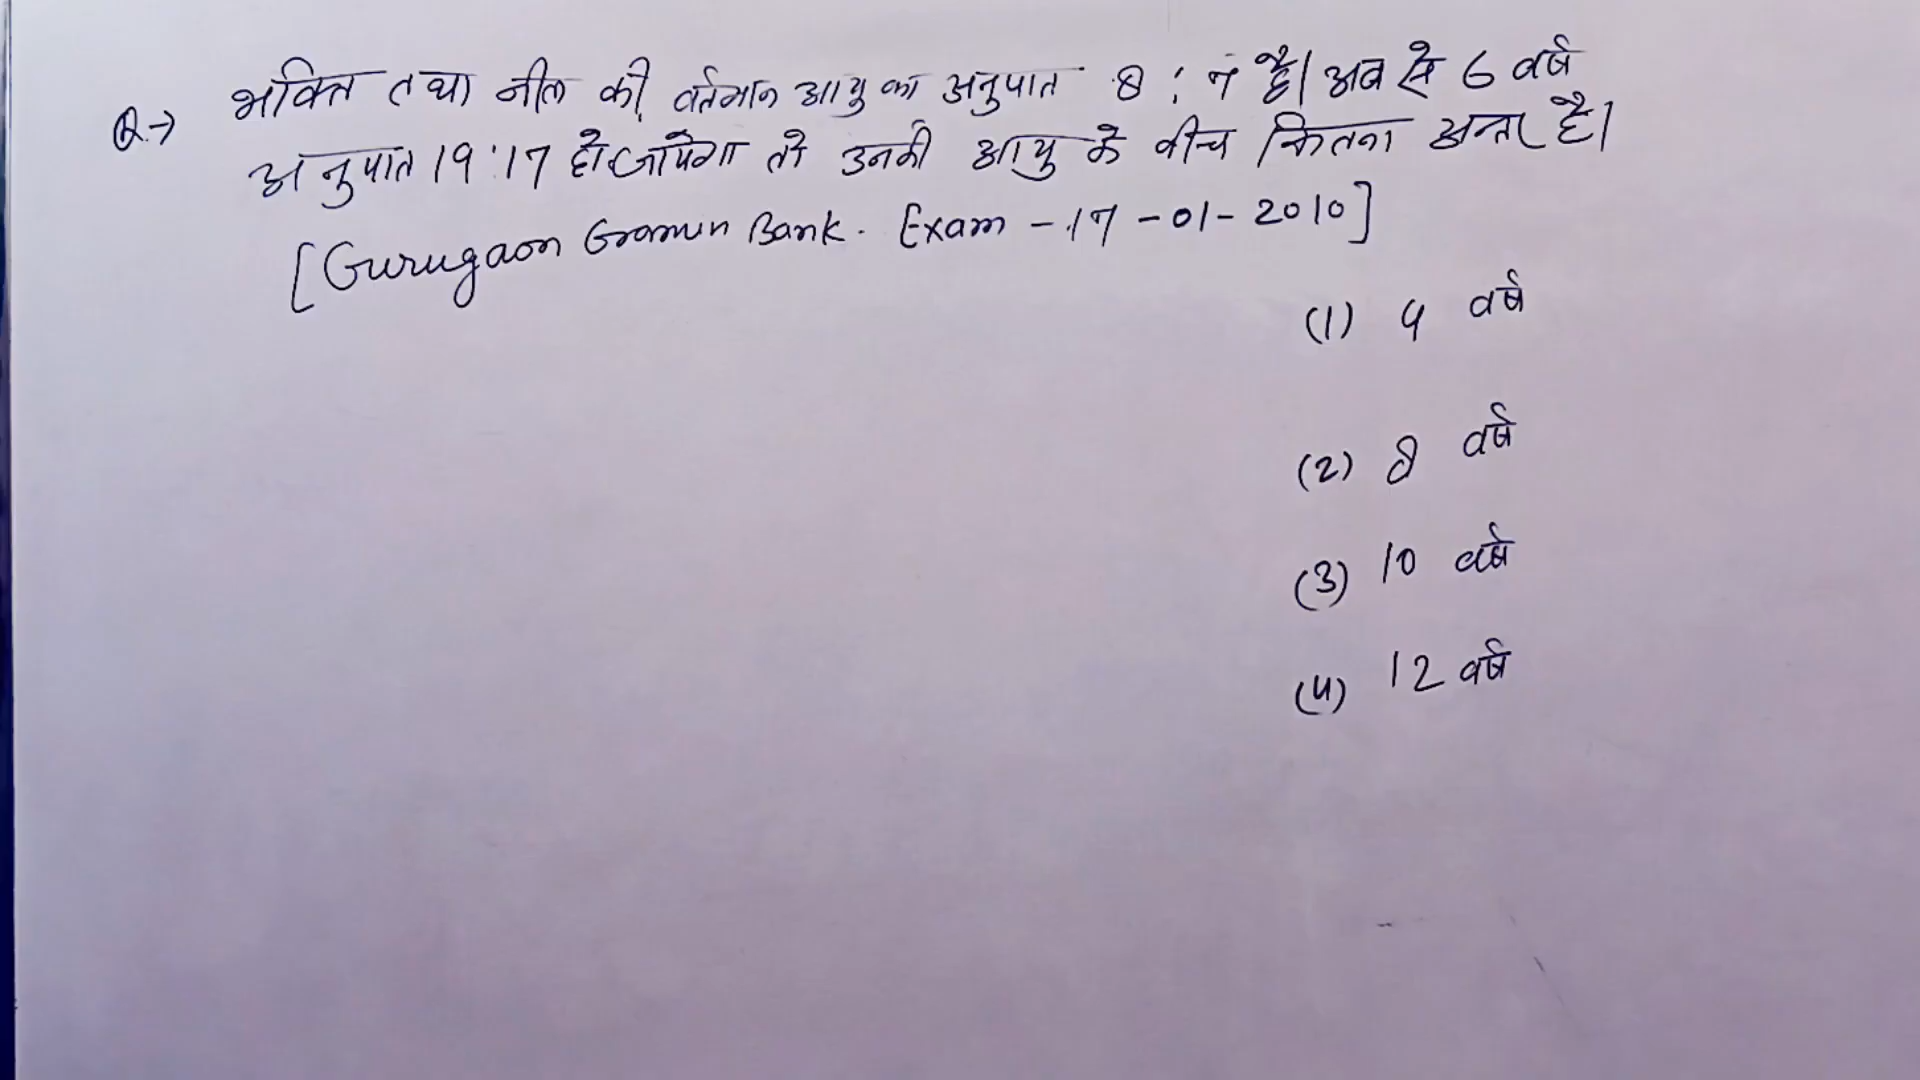 Q.→ भक्ति तथा नील की वर्तमान आयु का अनुपात 8 : 7 है। अब से 6 वर्ष
अनुपात 19:17 हो जायेगा तो उनकी आयु के बीच कितना अन्तर है।
[Gurugaon Gramin Bank. Exam - 17 - 01 - 2010]
(1) 4 वर्ष
(2) 8 वर्ष
(3) 10 वर्ष
(4) 12 वर्ष